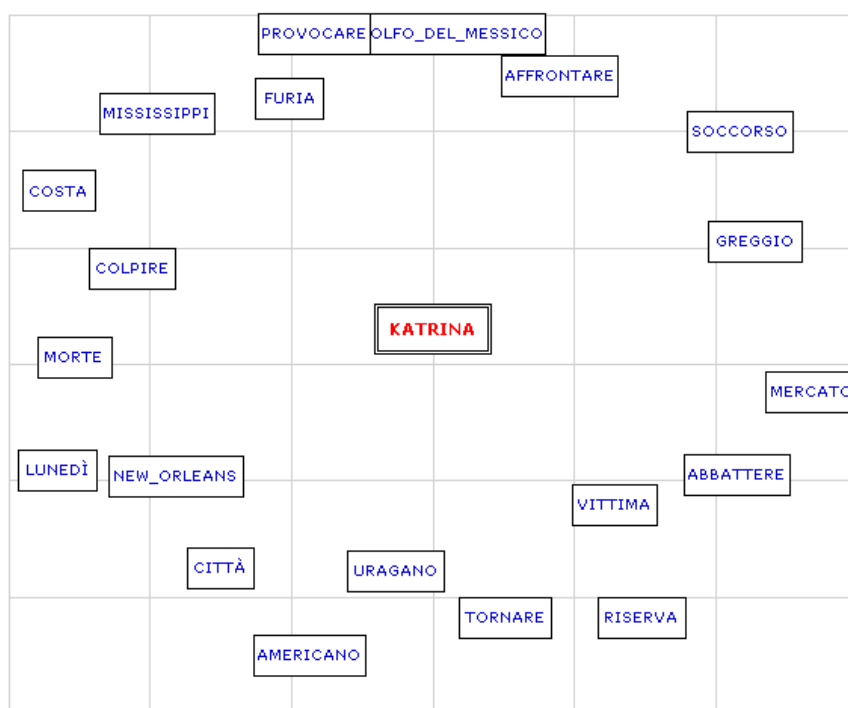 PROVOCARE
OLFO_DEL_MESSICO
AFFRONTARE
FURIA
MISSISSIPPI
SOCCORSO
COSTA
GREGGIO
COLPIRE
KATRINA
MORTE
MERCATO
LUNEDÌ
NEW_ORLEANS
ABBATTERE
VITTIMA
CITTÀ
URAGANO
TORNARE
RISERVA
AMERICANO